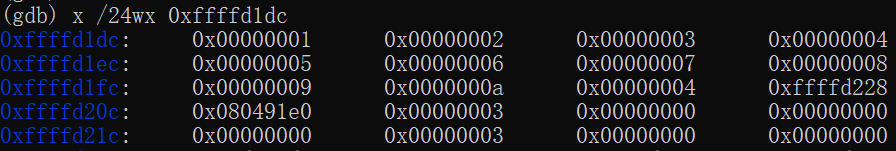 (gdb) x /24wx 0xffffd1dc
0xffffd1dc: 0x00000001 0x00000002 0x00000003 0x00000004
0xffffd1ec: 0x00000005 0x00000006 0x00000007 0x00000008
0xffffd1fc: 0x00000009 0x0000000a 0x00000004 0xffffd228
0xffffd20c: 0x080491e0 0x00000003 0x00000000 0x00000000
0xffffd21c: 0x00000000 0x00000003 0x00000000 0x00000000